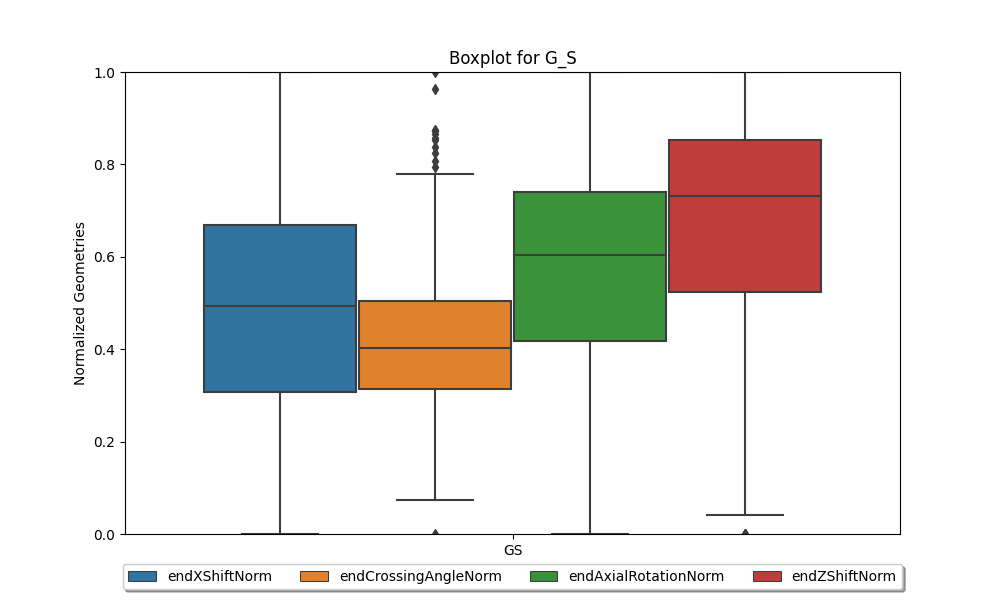 Boxplot for G_S
1.0
0.8
0.6
0.4
0.2
0.0
Normalized Geometries
GS
endXShiftNorm endCrossingAngleNorm endAxialRotationNorm endZShiftNorm